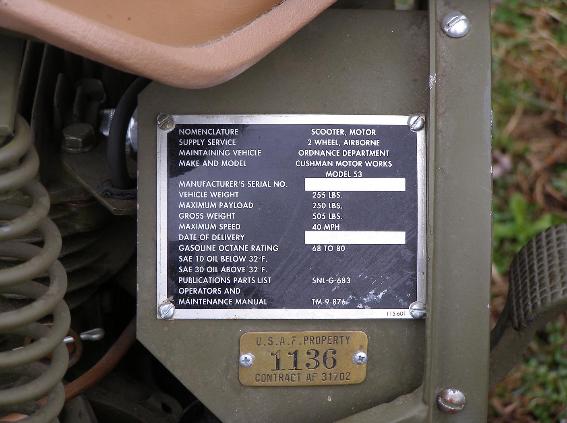 NOMENCLATURE SCOOTER, MOTOR
SUPPLY SERVICE 2 WHEEL, AIRBORNE
MAINTAINING VEHICLE ORDNANCE DEPARTMENT
MAKE AND MODEL CUSHMAN MOTOR WORKS
MODEL 53
MANUFACTURER'S SERIAL NO.
VEHICLE WEIGHT 255 LBS.
MAXIMUM PAYLOAD 250 LBS.
GROSS WEIGHT 505 LBS.
MAXIMUM SPEED 40 MPH
DATE OF DELIVERY
GASOLINE OCTANE RATING 68 TO 80
SAE 10 OIL BELOW 32°F.
SAE 30 OIL ABOVE 32°F.
PUBLICATIONS PARTS LIST SNL-G-683
OPERATORS AND
MAINTENANCE MANUAL TM-9-876
115601
U.S.A.F. PROPERTY
1136
CONTRACT AF 31702